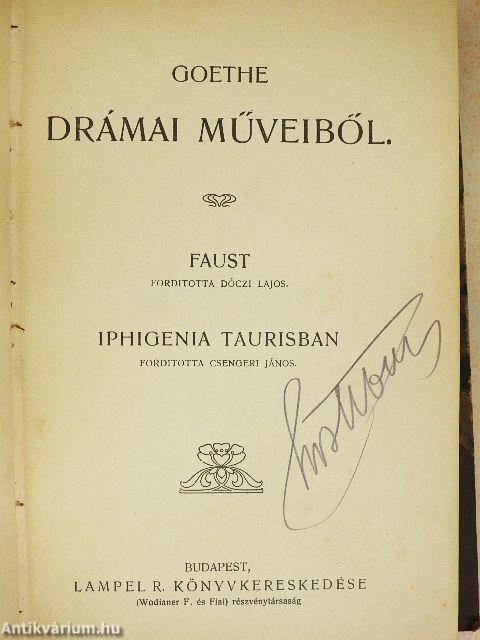 GOETHE
DRÁMAI MŰVEIBŐL.
FAUST
FORDITOTTA DÓCZI LAJOS.
IPHIGENIA TAURISBAN
FORDITOTTA CSENGERI JÁNOS.
BUDAPEST,
LAMPEL R. KÖNYVKERESKEDÉSE
(Wodianer F. és Fiai) részvénytársaság
Antikvárium.hu